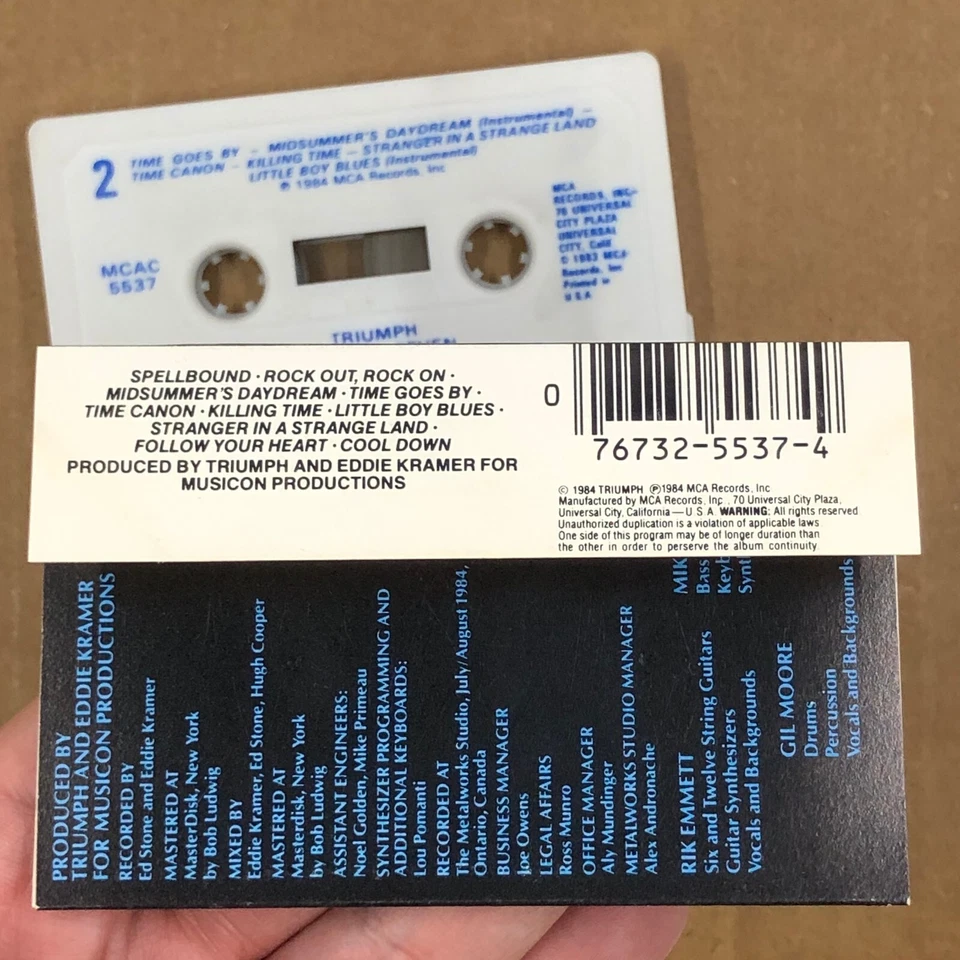 2
TIME GOES BY – MIDSUMMER'S DAYDREAM (Instrumental) –
TIME CANON – KILLING TIME – STRANGER IN A STRANGE LAND
LITTLE BOY BLUES (Instrumental)
℗ 1984 MCA Records, Inc
MCAC
5537
MCA
RECORDS, INC.
70 UNIVERSAL
CITY PLAZA
UNIVERSAL
CITY, Calif
© 1983 MCA
Records, Inc
Printed in
U S A
TRIUMPH
SPELLBOUND · ROCK OUT, ROCK ON ·
MIDSUMMER'S DAYDREAM · TIME GOES BY ·
TIME CANON · KILLING TIME · LITTLE BOY BLUES ·
STRANGER IN A STRANGE LAND ·
FOLLOW YOUR HEART · COOL DOWN
PRODUCED BY TRIUMPH AND EDDIE KRAMER FOR
MUSICON PRODUCTIONS
0
76732-5537-4
© 1984 TRIUMPH ℗1984 MCA Records, Inc
Manufactured by MCA Records, Inc., 70 Universal City Plaza,
Universal City, California — U S A. WARNING: All rights reserved
Unauthorized duplication is a violation of applicable laws
One side of this program may be of longer duration than
the other in order to perserve the album continuity.
PRODUCED BY
TRIUMPH AND EDDIE KRAMER
FOR MUSICON PRODUCTIONS
RECORDED BY
Ed Stone and Eddie Kramer
MASTERED AT
MasterDisk, New York
by Bob Ludwig
MIXED BY
Eddie Kramer, Ed Stone, Hugh Cooper
MASTERED AT
Masterdisk, New York
by Bob Ludwig
ASSISTANT ENGINEERS:
Noel Golden, Mike Primeau
SYNTHESIZER PROGRAMMING AND
ADDITIONAL KEYBOARDS:
Lou Pomanti
RECORDED AT
The Mealworks Studio, July/August 1984,
Ontario, Canada
BUSINESS MANAGER
Joe Owens
LEGAL AFFAIRS
Ross Munro
OFFICE MANAGER
Aly Mundinger
METALWORKS STUDIO MANAGER
Alex Andronache
RIK EMMETT
Six and Twelve String Guitars
Guitar Synthesizers
Vocals and Backgrounds
MIK
Bass
Keyb
Synt
GIL MOORE
Drums
Percussion
Vocals and Backgrounds